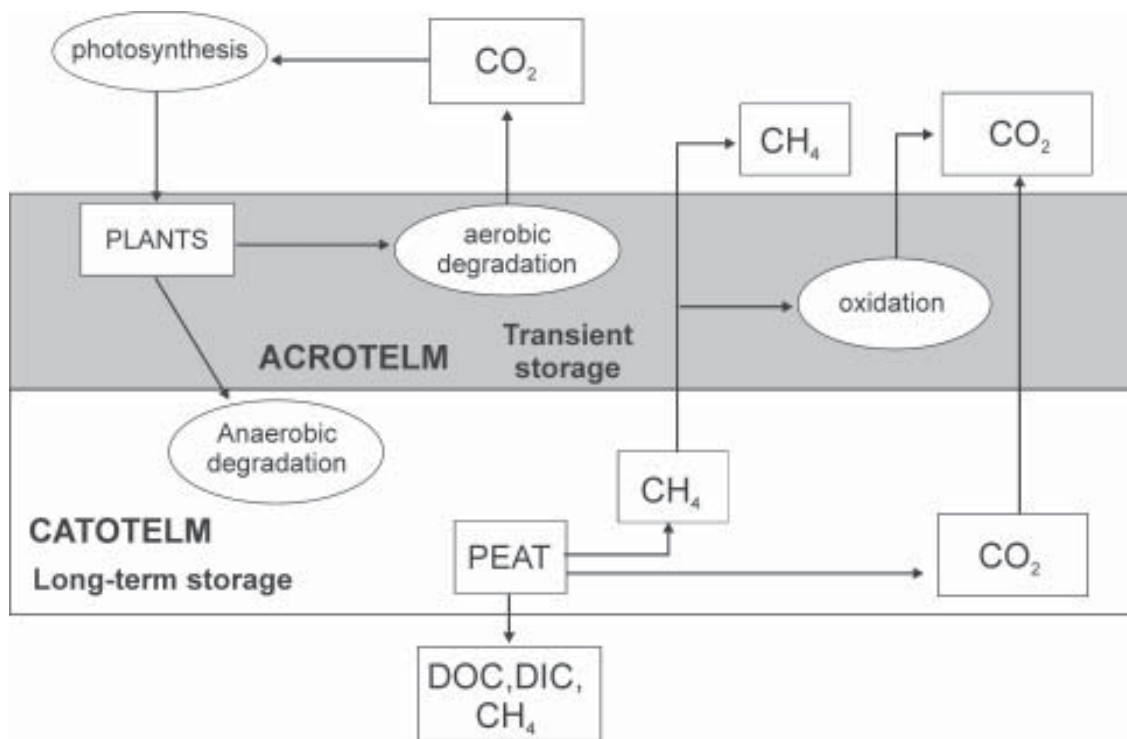 photosynthesis
CO₂
CH₄
CO₂
PLANTS
aerobic
degradation
oxidation
ACROTELM
Transient
storage
Anaerobic
degradation
CH₄
CATOTELM
Long-term storage
PEAT
CO₂
DOC,DIC,
CH₄